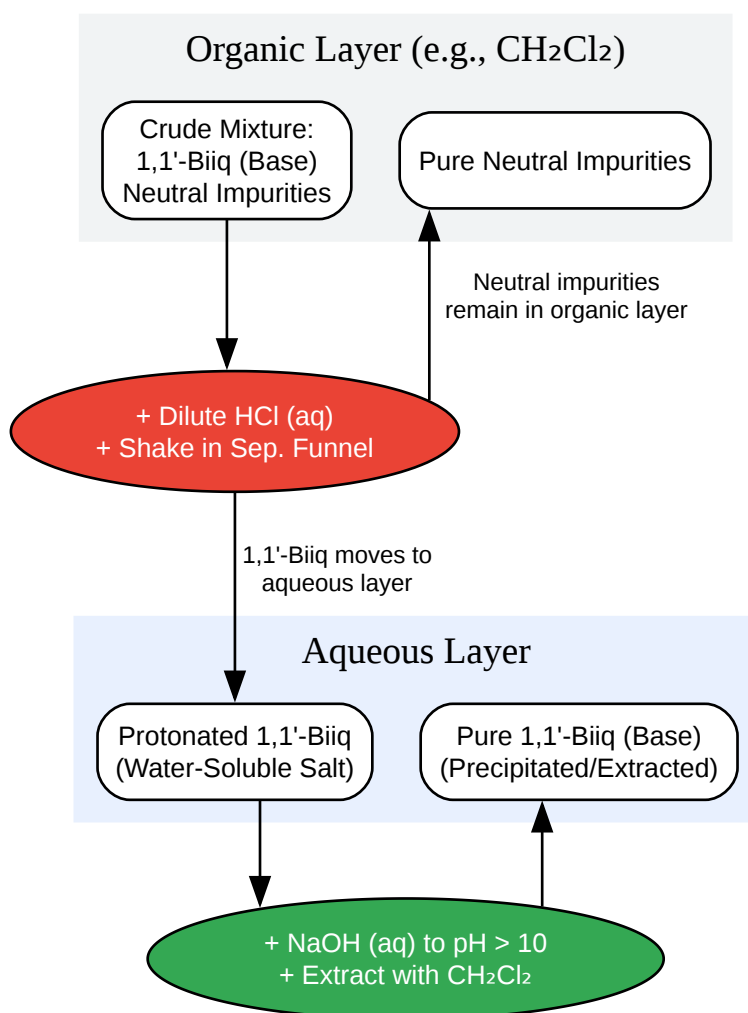 Organic Layer (e.g., CH₂Cl₂)
Crude Mixture:
1,1'-Biiq (Base)
Neutral Impurities
Pure Neutral Impurities
Neutral impurities
remain in organic layer
+ Dilute HCl (aq)
+ Shake in Sep. Funnel
1,1'-Biiq moves to
aqueous layer
Aqueous Layer
Protonated 1,1'-Biiq
(Water-Soluble Salt)
Pure 1,1'-Biiq (Base)
(Precipitated/Extracted)
+ NaOH (aq) to pH > 10
+ Extract with CH₂Cl₂